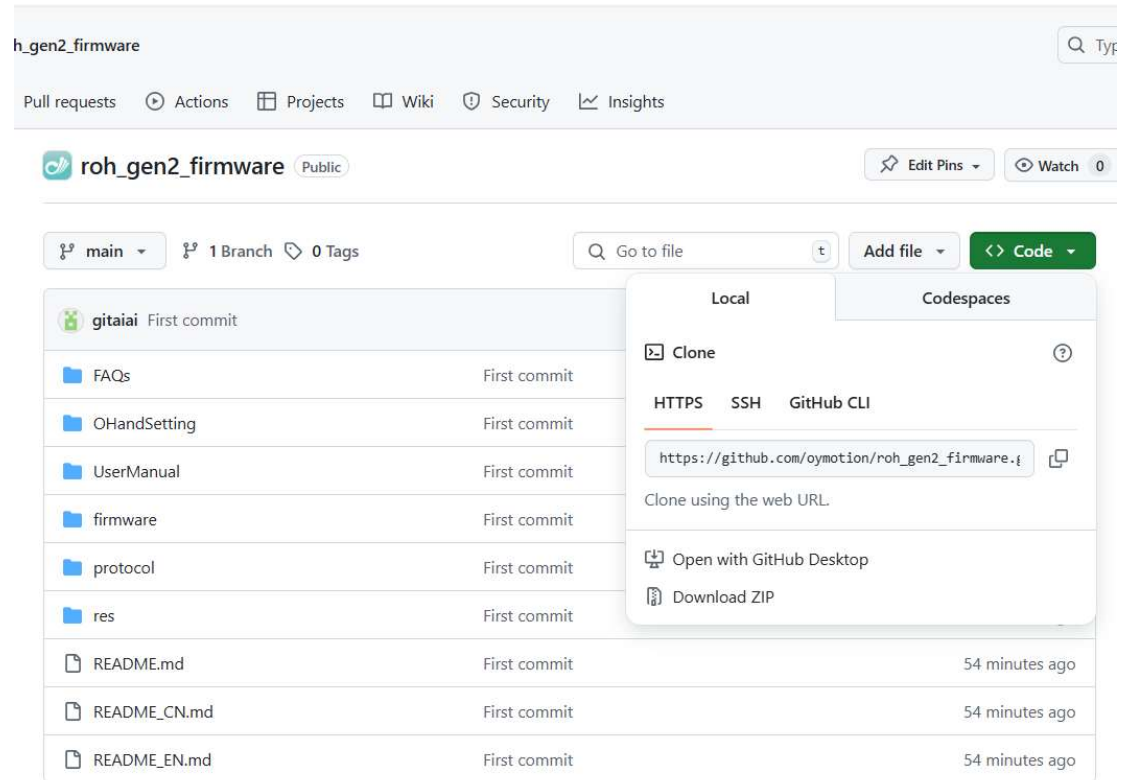 h_gen2_firmware
Typ
Pull requests Actions Projects Wiki Security Insights
roh_gen2_firmware Public
Edit Pins Watch 0
main 1 Branch 0 Tags
Go to file t Add file Code
Local Codespaces
gitaiai First commit
Clone
HTTPS SSH GitHub CLI
https://github.com/oymotion/roh_gen2_firmware.g
Clone using the web URL.
Open with GitHub Desktop
Download ZIP
FAQs First commit
OHandSetting First commit
UserManual First commit
firmware First commit
protocol First commit
res First commit
README.md First commit 54 minutes ago
README_CN.md First commit 54 minutes ago
README_EN.md First commit 54 minutes ago